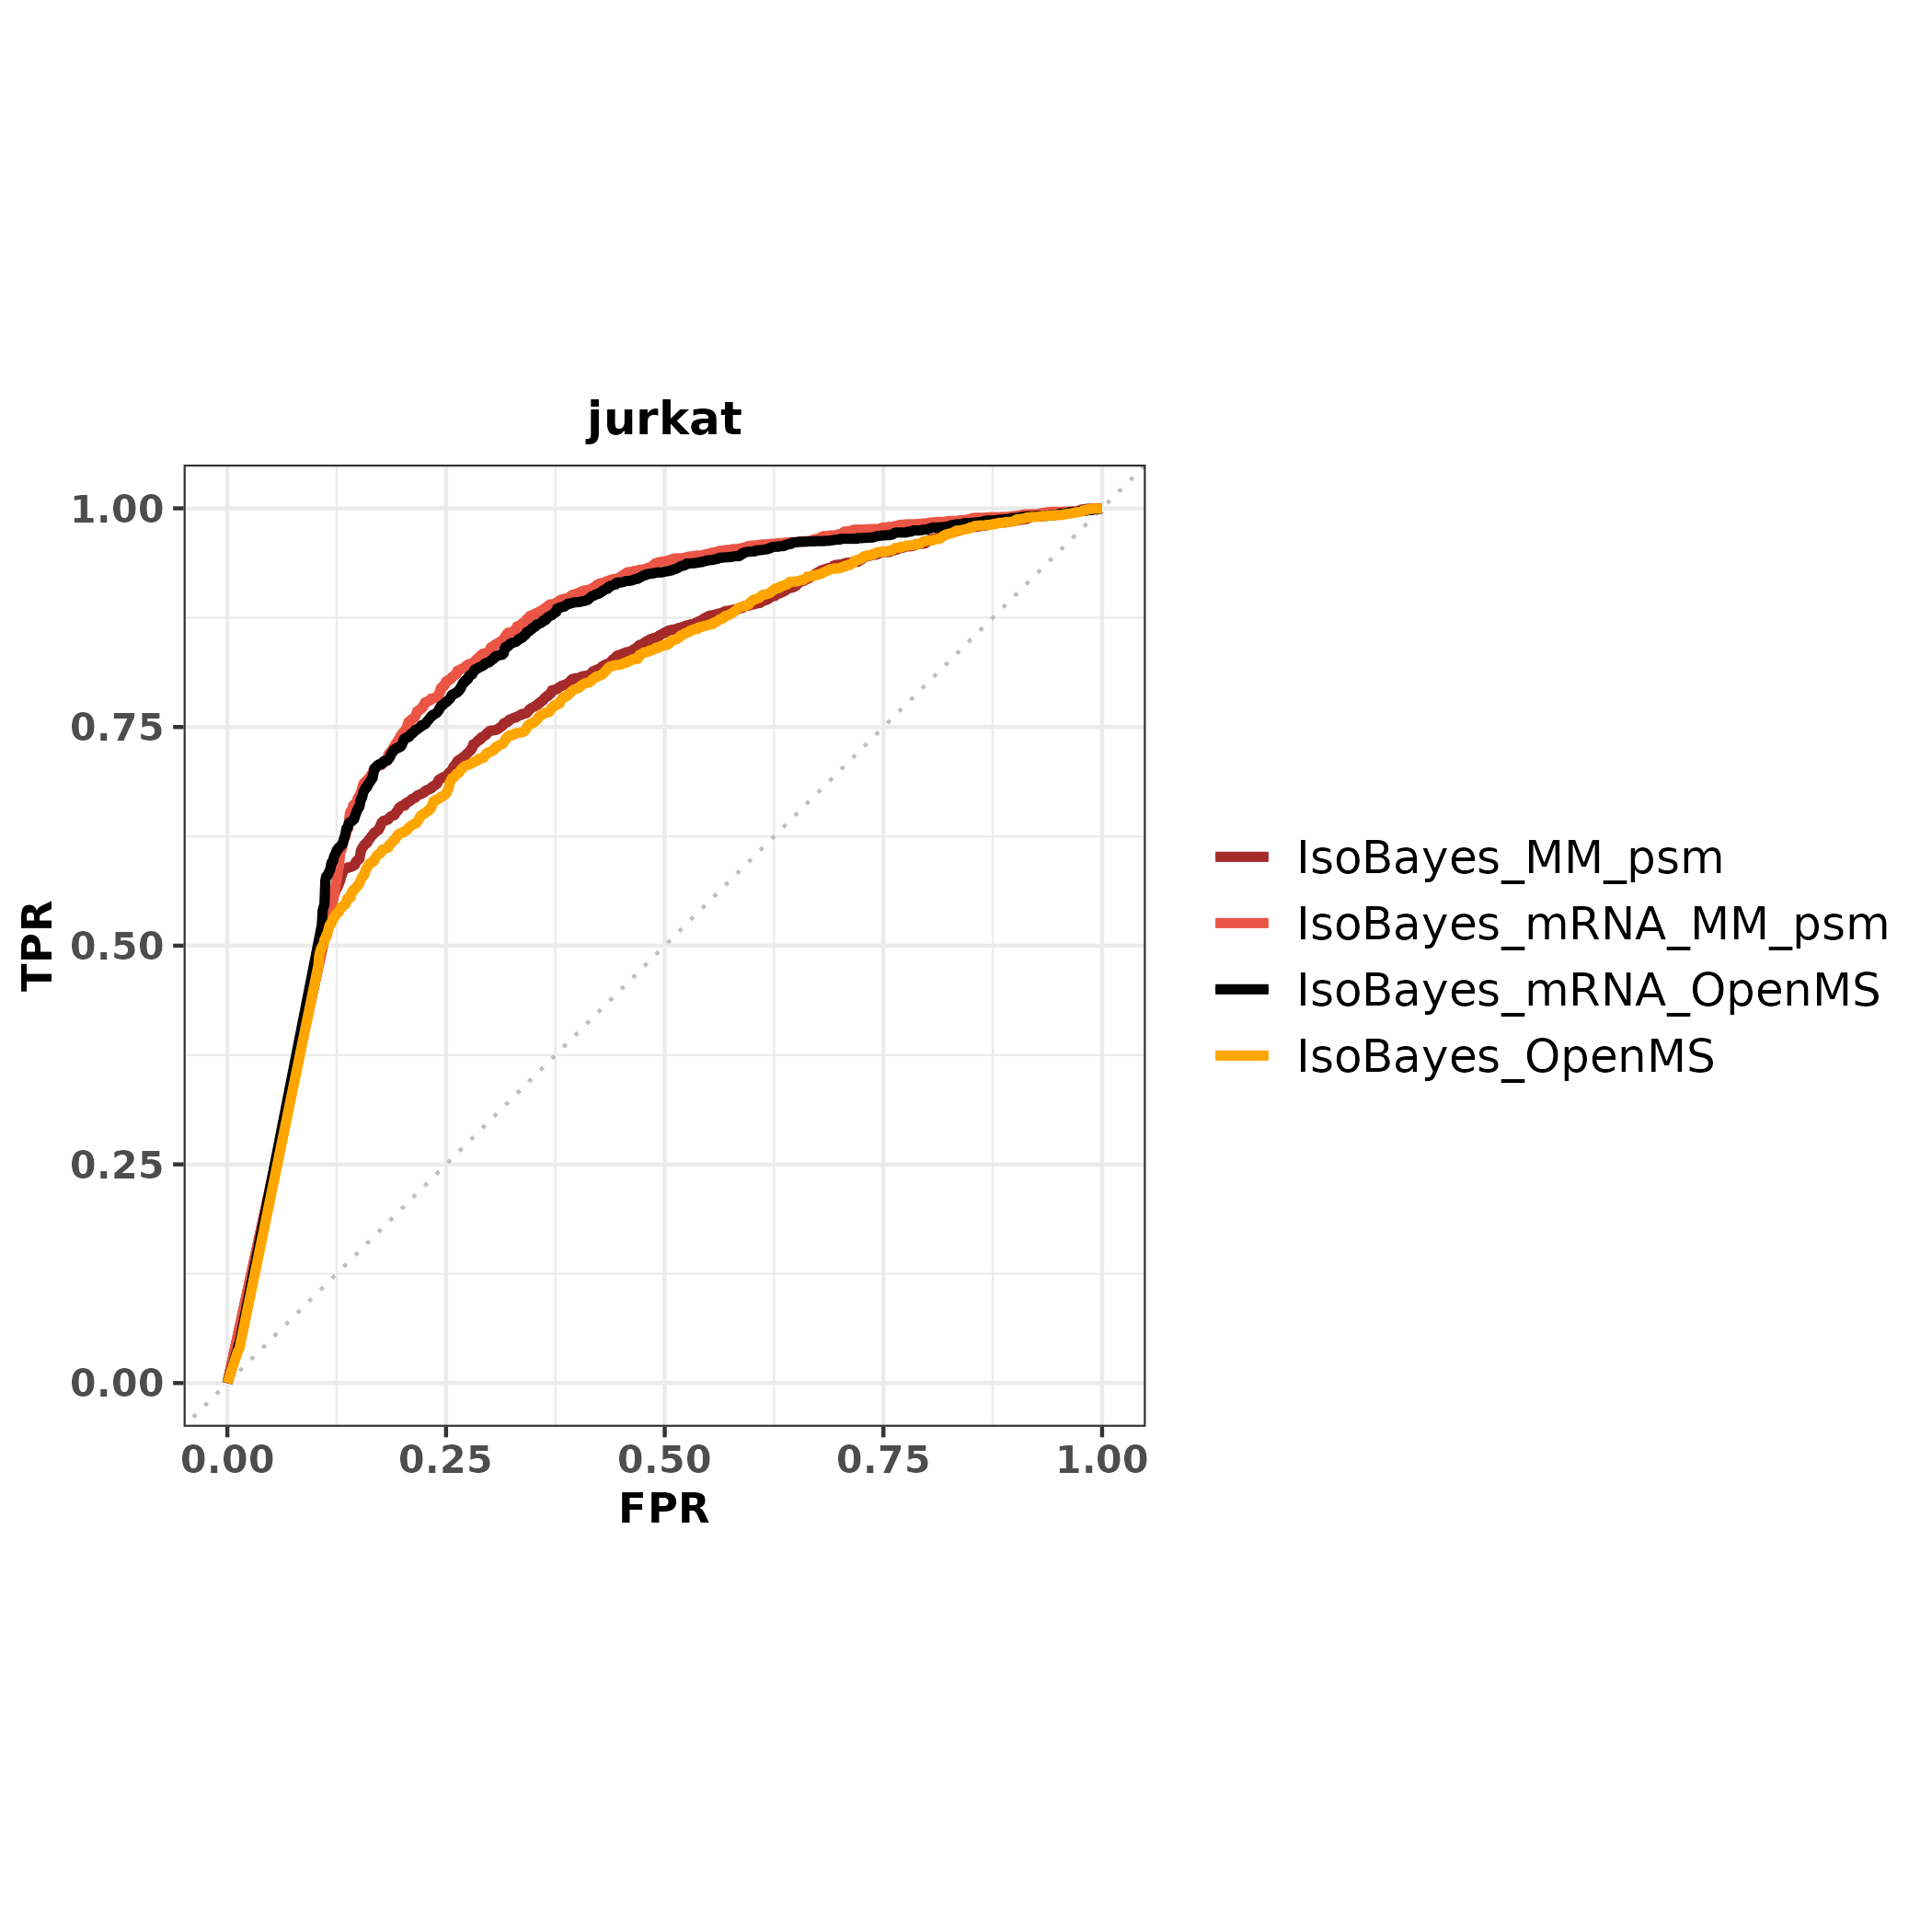 jurkat
1.00
0.75
0.50
0.25
0.00
TPR
0.00 0.25 0.50 0.75 1.00
FPR
IsoBayes_MM_psm
IsoBayes_mRNA_MM_psm
IsoBayes_mRNA_OpenMS
IsoBayes_OpenMS